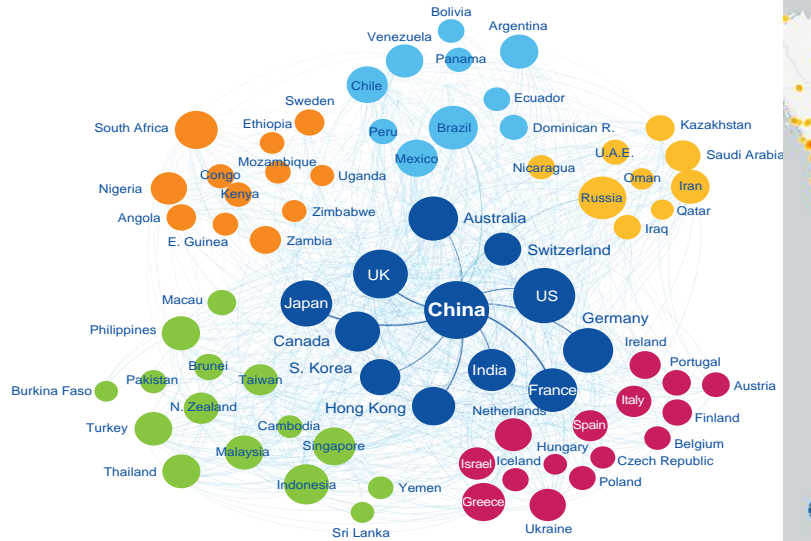 Bolivia
Venezuela
Argentina
Panama
Chile
Ecuador
Peru
Brazil
Dominican R.
Mexico
Sweden
South Africa
Ethiopia
Mozambique
Congo
Uganda
Nigeria
Kenya
Angola
Zimbabwe
E. Guinea
Zambia
Kazakhstan
U.A.E.
Saudi Arabia
Nicaragua
Oman
Iran
Russia
Qatar
Iraq
Australia
Switzerland
UK
US
Japan
China
Germany
Canada
S. Korea
India
France
Hong Kong
Macau
Philippines
Brunei
Pakistan
Taiwan
Burkina Faso
N. Zealand
Turkey
Cambodia
Malaysia
Singapore
Thailand
Indonesia
Yemen
Sri Lanka
Ireland
Portugal
Austria
Italy
Finland
Netherlands
Spain
Belgium
Hungary
Czech Republic
Israel
Iceland
Poland
Greece
Ukraine